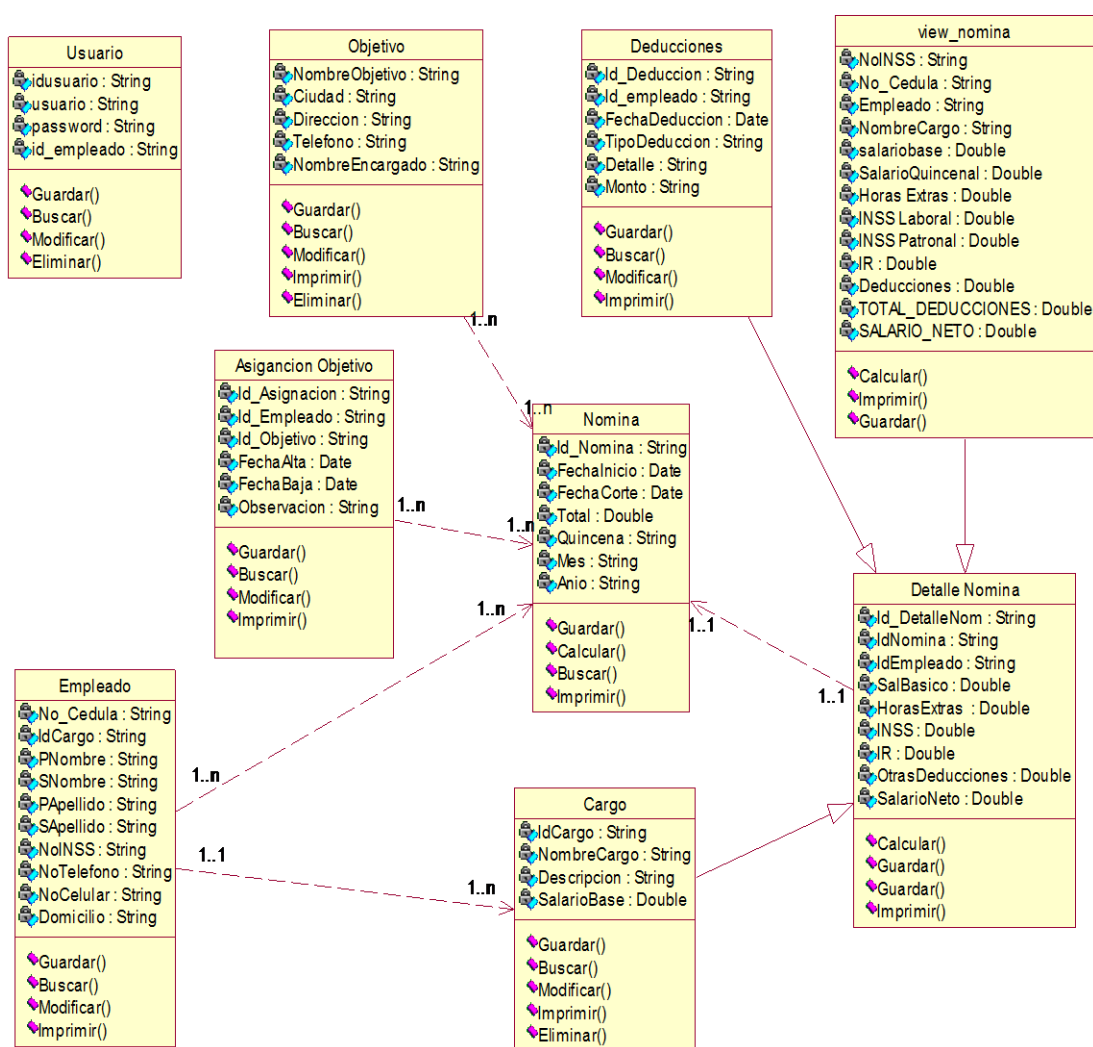 Usuario
idusuario : String
usuario : String
password : String
id_empleado : String
Guardar()
Buscar()
Modificar()
Eliminar()
Objetivo
NombreObjetivo : String
Ciudad : String
Direccion : String
Telefono : String
NombreEncargado : String
Guardar()
Buscar()
Modificar()
Imprimir()
Eliminar()
1..n
1..n
Deducciones
Id_Deduccion : String
Id_empleado : String
FechaDeduccion : Date
TipoDeduccion : String
Detalle : String
Monto : String
Guardar()
Buscar()
Modificar()
Imprimir()
view_nomina
NoINSS : String
No_Cedula : String
Empleado : String
NombreCargo : String
salariobase : Double
SalarioQuincenal : Double
Horas Extras : Double
INSS Laboral : Double
INSS Patronal : Double
IR : Double
Deducciones : Double
TOTAL_DEDUCCIONES : Double
SALARIO_NETO : Double
Calcular()
Imprimir()
Guardar()
Asigancion Objetivo
Id_Asignacion : String
Id_Empleado : String
Id_Objetivo : String
FechaAlta : Date
FechaBaja : Date
Observacion : String
Guardar()
Buscar()
Modificar()
Imprimir()
1..n
1..n
Nomina
Id_Nomina : String
FechaInicio : Date
FechaCorte : Date
Total : Double
Quincena : String
Mes : String
Anio : String
Guardar()
Calcular()
Buscar()
Imprimir()
1..n
1..n
1..1
1..1
Detalle Nomina
Id_DetalleNom : String
IdNomina : String
IdEmpleado : String
SalBasico : Double
HorasExtras : Double
INSS : Double
IR : Double
OtrasDeducciones : Double
SalarioNeto : Double
Calcular()
Guardar()
Guardar()
Imprimir()
Empleado
No_Cedula : String
IdCargo : String
PNombre : String
SNombre : String
PApellido : String
SApellido : String
NoINSS : String
NoTelefono : String
NoCelular : String
Domicilio : String
Guardar()
Buscar()
Modificar()
Imprimir()
1..1
1..n
Cargo
IdCargo : String
NombreCargo : String
Descripcion : String
SalarioBase : Double
Guardar()
Buscar()
Modificar()
Imprimir()
Eliminar()